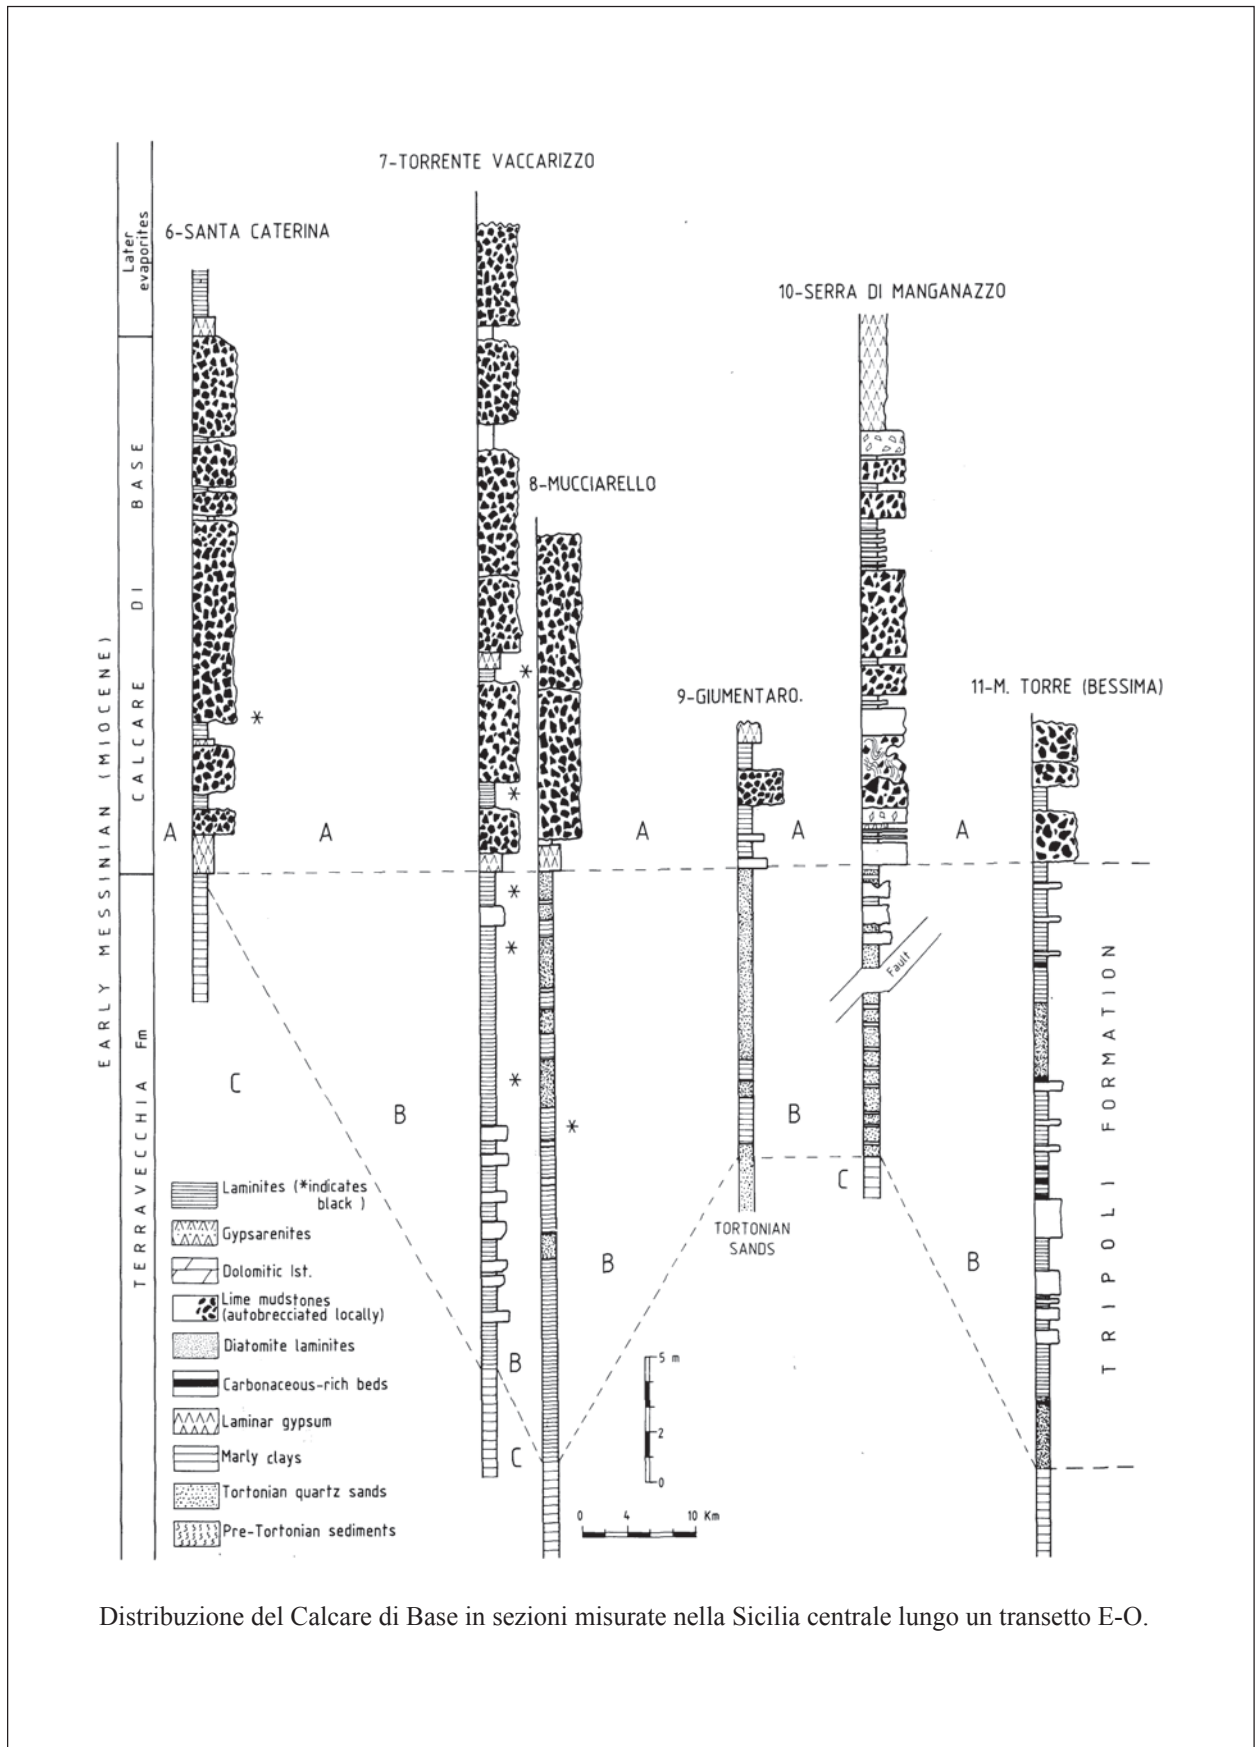 7-TORRENTE VACCARIZZO
6-SANTA CATERINA
10-SERRA DI MANGANAZZO
8-MUCCIARELLO
9-GIUMENTARO.
11-M. TORRE (BESSIMA)
Later
evaporites
CALCARE DI BASE
EARLY MESSINIAN (MIOCENE)
TERRAVECCHIA Fm
*
*
*
A
A
A
A
A
*
*
Fault
C
*
B
*
B
C
TRIPOLI FORMATION
TORTONIAN
SANDS
B
B
B
C
Laminites (*indicates
black )
Gypsarenites
Dolomitic lst.
Lime mudstones
(autobrecciated locally)
Diatomite laminites
Carbonaceous-rich beds
Laminar gypsum
Marly clays
Tortonian quartz sands
Pre-Tortonian sediments
5 m
2
0
0 4 10 Km
Distribuzione del Calcare di Base in sezioni misurate nella Sicilia centrale lungo un transetto E-O.